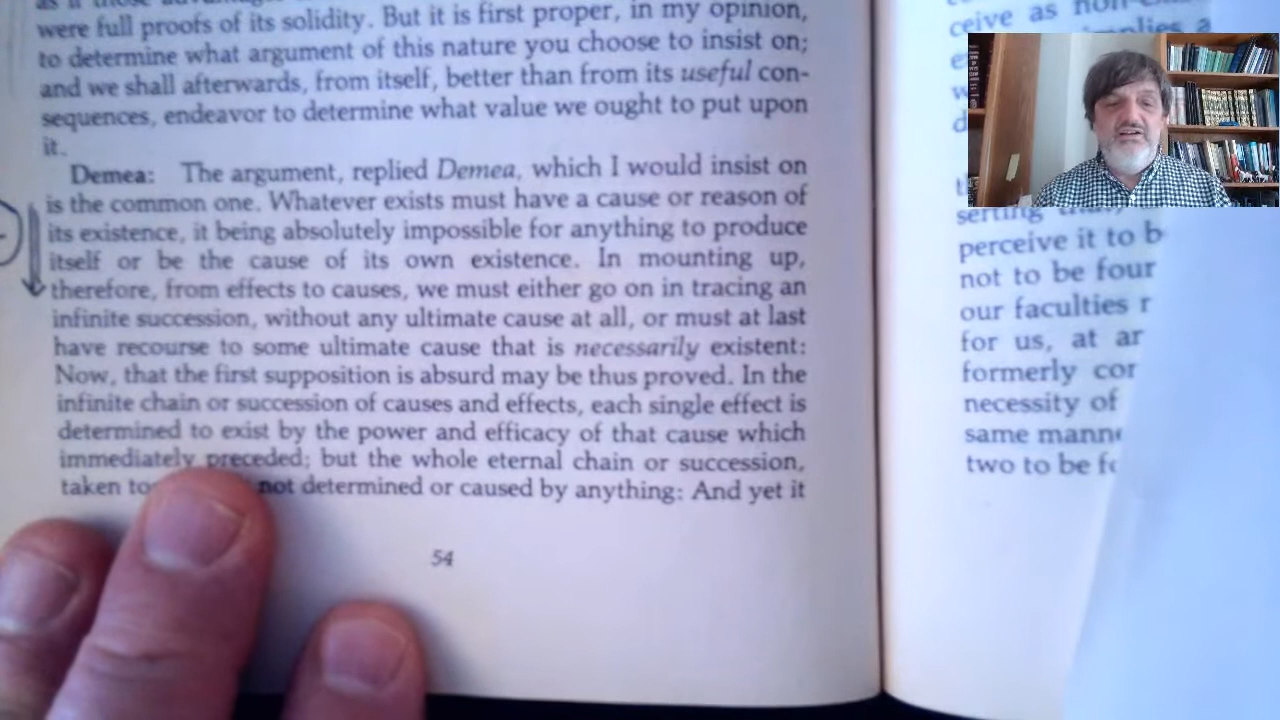 were full proofs of its solidity. But it is first proper, in my opinion,
to determine what argument of this nature you choose to insist on;
and we shall afterwards, from itself, better than from its useful con-
sequences, endeavor to determine what value we ought to put upon
it.
Demea: The argument, replied Demea, which I would insist on
is the common one. Whatever exists must have a cause or reason of
its existence, it being absolutely impossible for anything to produce
itself or be the cause of its own existence. In mounting up,
therefore, from effects to causes, we must either go on in tracing an
infinite succession, without any ultimate cause at all, or must at last
have recourse to some ultimate cause that is necessarily existent:
Now, that the first supposition is absurd may be thus proved. In the
infinite chain or succession of causes and effects, each single effect is
determined to exist by the power and efficacy of that cause which
immediately preceded; but the whole eternal chain or succession,
taken not determined or caused by anything: And yet it
54
ceive as
serting
perceive it to b
not to be four
our faculties
for us, at
formerly
necessity of
same
two to be